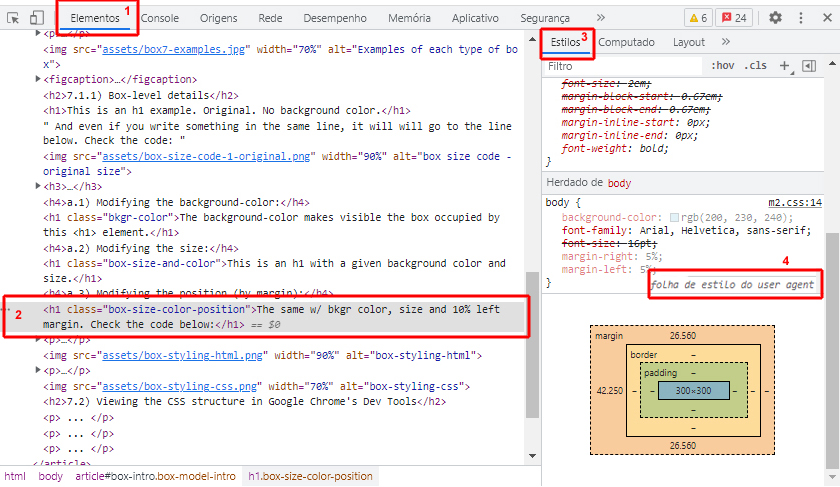 Elementos 1 Console Origens Rede Desempenho Memória Aplicativo Segurança » 6 24
<p>…</p>
<img src="assets/box7-examples.jpg" width="70%" alt="Examples of each type of bo
x">
<figcaption>…</figcaption>
<h2>7.1.1) Box-level details</h2>
<h1>This is an h1 example. Original. No background color.</h1>
" And even if you write something in the same line, it will will go to the line
below. Check the code: "
<img src="assets/box-size-code-1-original.png" width="90%" alt="box size code -
original size">
<h3>…</h3>
<h4>a.1) Modifying the background-color:</h4>
<h1 class="bkgr-color">The background-color makes visible the box occupied by
this <h1> element.</h1>
<h4>a.2) Modifying the size:</h4>
<h1 class="box-size-and-color">This is an h1 with a given background color and
size.</h1>
<h4>a.3) Modifying the position (by margin):</h4>
2 <h1 class="box-size-color-position">The same w/ bkgr color, size and 10% left
margin. Check the code below:</h1> == $0
<p>…</p>
<img src="assets/box-styling-html.png" width="90%" alt="box-styling-html">
<p>…</p>
<img src="assets/box-styling-css.png" width="70%" alt="box-styling-css">
<h2>7.2) Viewing the CSS structure in Google Chrome's Dev Tools</h2>
<p> ... </p>
<p> ... </p>
<p> ... </p>
</article>
html body article#box-intro.box-model-intro h1.box-size-color-position
Estilos 3 Computado Layout »
Filtro :hov .cls +
font-size: 2em;
margin-block-start: 0.67em;
margin-block-end: 0.67em;
margin-inline-start: 0px;
margin-inline-end: 0px;
font-weight: bold;
}
Herdado de body
body { m2.css:14
background-color: rgb(200, 230, 240);
font-family: Arial, Helvetica, sans-serif;
font-size: 16pt;
margin-right: 5%; 4
margin-left: 5%;
} folha de estilo do user agent
margin 26.560
border –
padding –
42.250 – – 300×300 – –
–
–
26.560